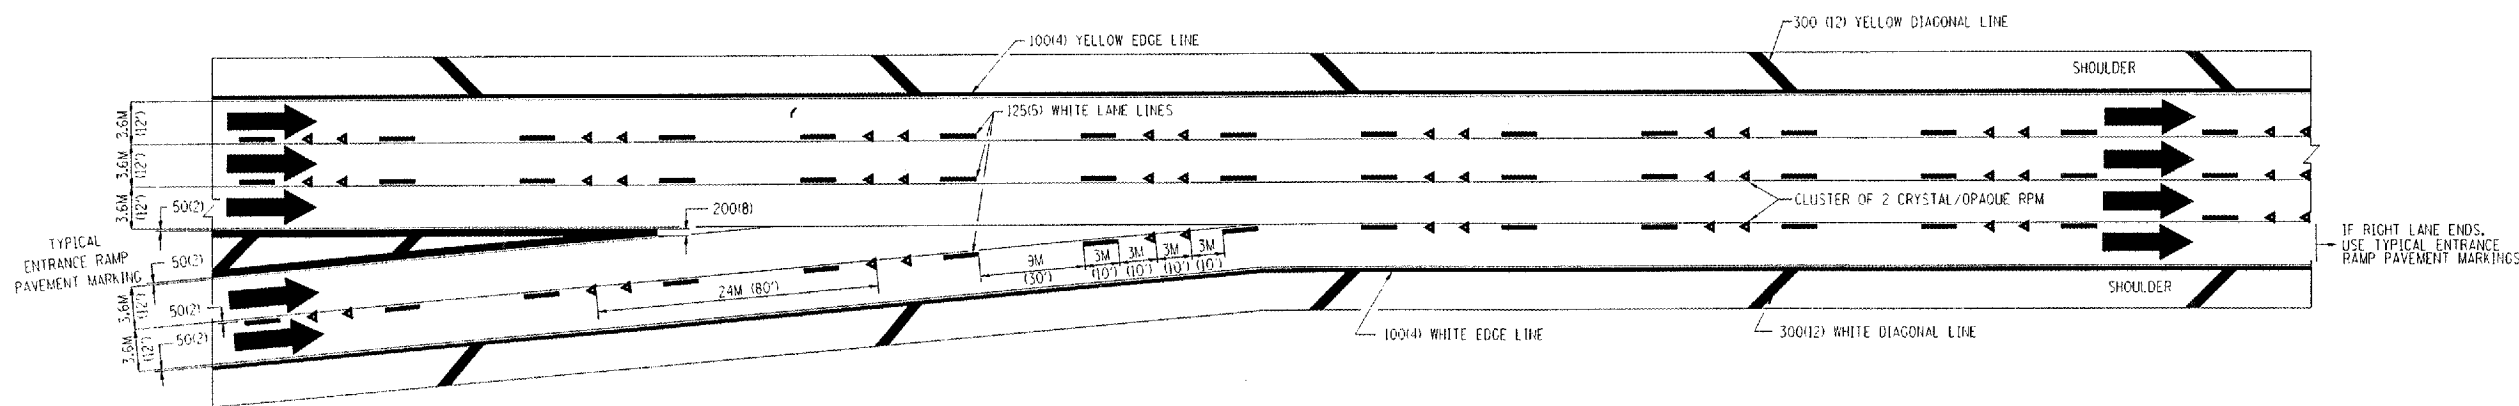 300 (12) YELLOW DIAGONAL LINE
100(4) YELLOW EDGE LINE
SHOULDER
125(5) WHITE LANE LINES
3.6M
(12')
3.6M
(12')
3.6M
(12')
50(2)
200(8)
CLUSTER OF 2 CRYSTAL/OPAQUE RPM
TYPICAL
ENTRANCE RAMP
PAVEMENT MARKING
50(2)
IF RIGHT LANE ENDS,
USE TYPICAL ENTRANCE
RAMP PAVEMENT MARKINGS
9M
(30')
3M
(10')
3M
(10')
3M
(10')
3M
(10')
24M (80')
3.6M
(12')
50(2)
3.6M
(12')
50(2)
SHOULDER
100(4) WHITE EDGE LINE
300(12) WHITE DIAGONAL LINE